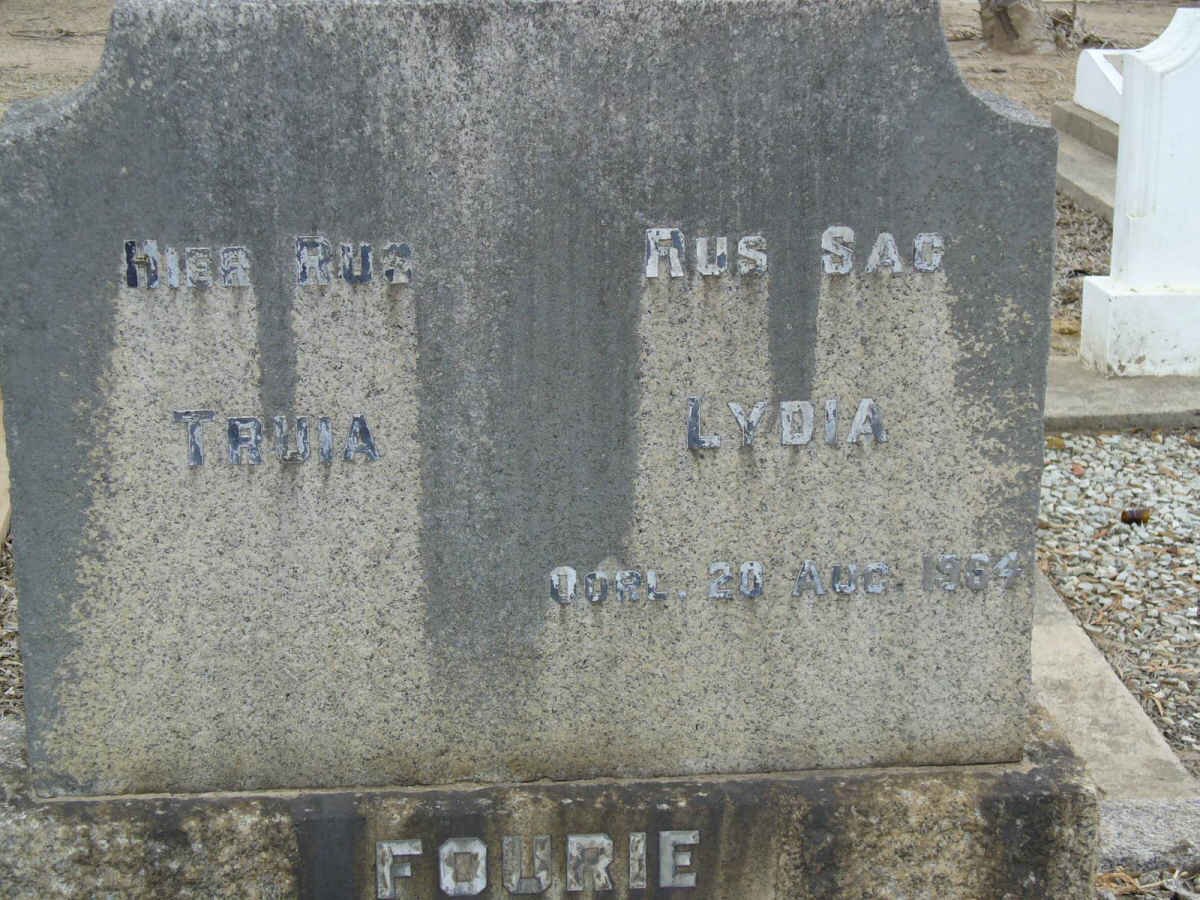 HIER RUS
TRUIA
RUS SAG
LYDIA
OORL. 20 AUG. 1964
FOURIE